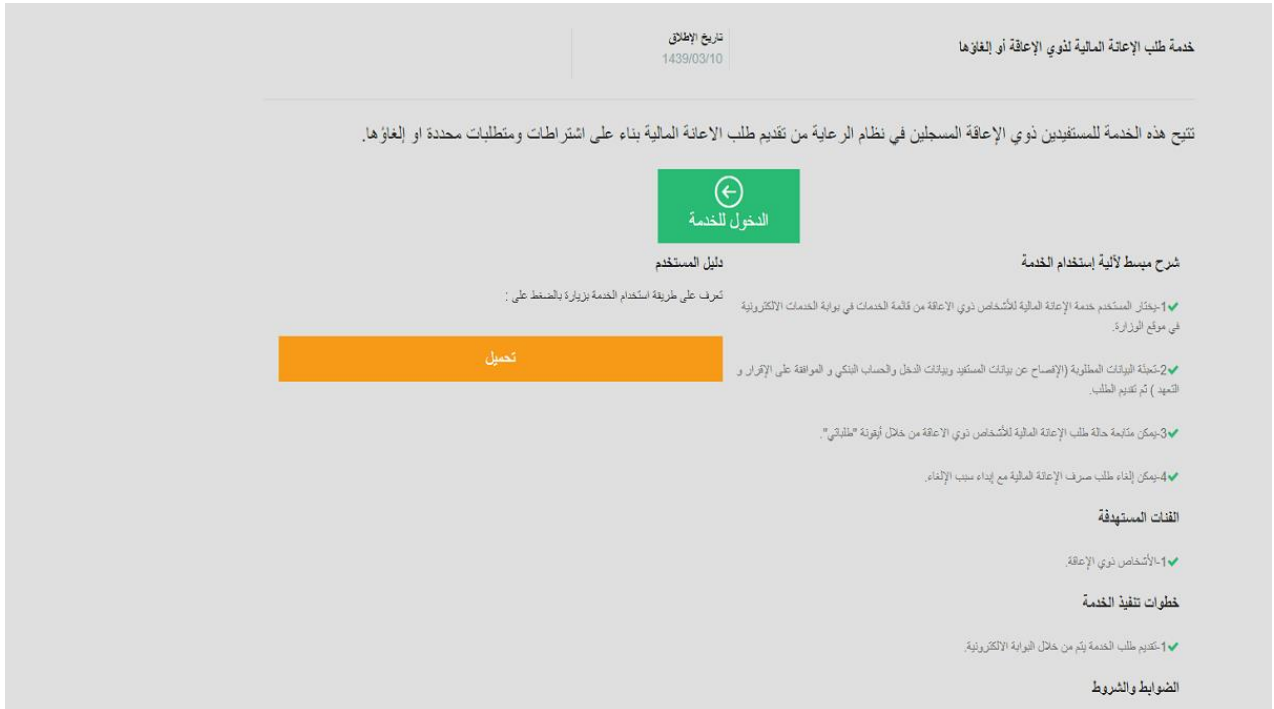 خدمة طلب الإعانة المالية لذوي الإعاقة أو إلغاؤها
تاريخ الإطلاق
1439/03/10
تتيح هذه الخدمة للمستفيدين ذوي الإعاقة المسجلين في نظام الرعاية من تقديم طلب الاعانة المالية بناء على اشتراطات ومتطلبات محددة او إلغاؤها.
الدخول للخدمة
شرح مبسط لألية إستخدام الخدمة
1-يختار المستخدم خدمة الإعانة المالية للأشخاص ذوي الاعاقة من قائمة الخدمات في بوابة الخدمات الالكترونية
في موقع الوزارة.
2-تعبئة البيانات المطلوبة (الإفصاح عن بيانات المستفيد وبيانات الدخل والحساب البنكي و الموافقة على الإقرار و
التعهد ) ثم تقديم الطلب.
3-يمكن متابعة حالة طلب الإعانة المالية للأشخاص ذوي الاعاقة من خلال أيقونة "طلباتي".
4-يمكن إلغاء طلب صرف الإعانة المالية مع إبداء سبب الإلغاء.
الفئات المستهدفة
1-الأشخاص ذوي الإعاقة.
خطوات تنفيذ الخدمة
1-تقديم طلب الخدمة يتم من خلال البوابة الالكترونية.
الضوابط والشروط
دليل المستخدم
تعرف على طريقة استخدام الخدمة بزيارة بالضغط على :
تحميل